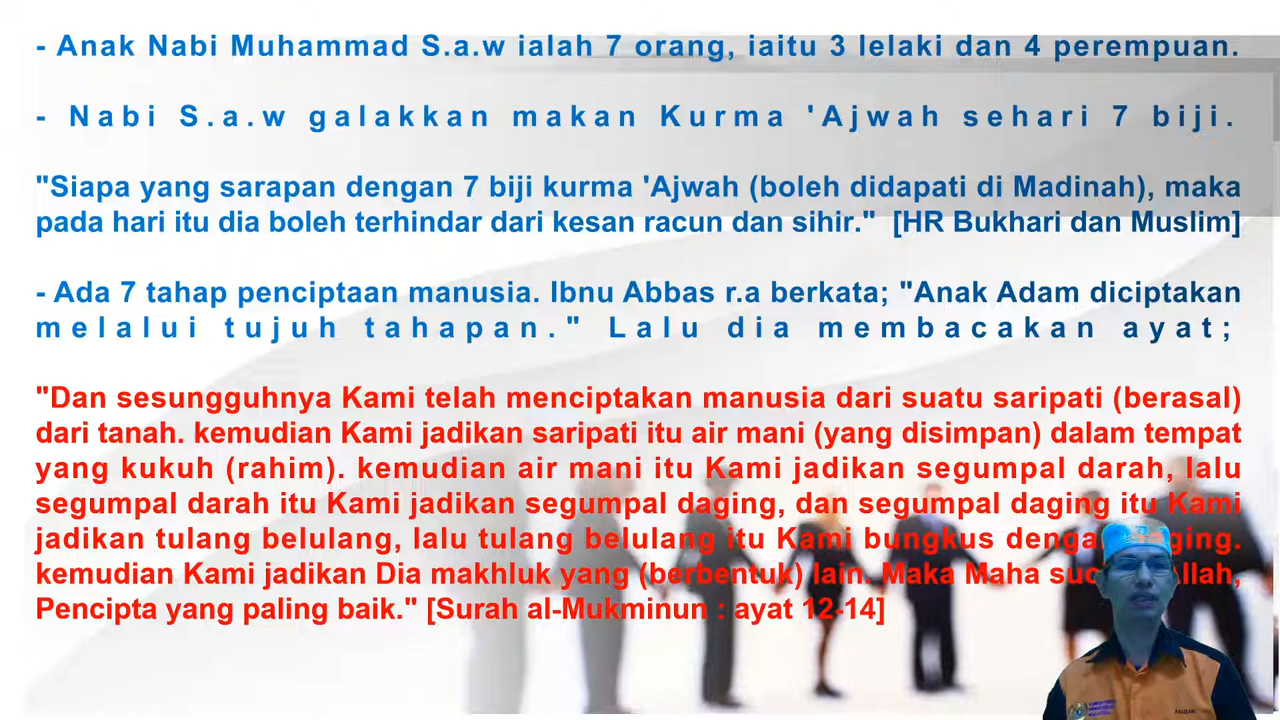 - Anak Nabi Muhammad S.a.w ialah 7 orang, iaitu 3 lelaki dan 4 perempuan.
- Nabi S.a.w galakkan makan Kurma 'Ajwah sehari 7 biji.
"Siapa yang sarapan dengan 7 biji kurma 'Ajwah (boleh didapati di Madinah), maka
pada hari itu dia boleh terhindar dari kesan racun dan sihir." [HR Bukhari dan Muslim]
- Ada 7 tahap penciptaan manusia. Ibnu Abbas r.a berkata; "Anak Adam diciptakan
melalui tujuh tahapan." Lalu dia membacakan ayat;
"Dan sesungguhnya Kami telah menciptakan manusia dari suatu saripati (berasal)
dari tanah. kemudian Kami jadikan saripati itu air mani (yang disimpan) dalam tempat
yang kukuh (rahim). kemudian air mani itu Kami jadikan segumpal darah, lalu
segumpal darah itu Kami jadikan segumpal daging, dan segumpal daging itu Kami
jadikan tulang belulang, lalu tulang belulang itu Kami bungkus
kemudian Kami jadikan Dia makhluk yang (berbentuk) lain. Maka Maha
Pencipta yang paling baik." [Surah al-Mukminun : ayat 12-14]